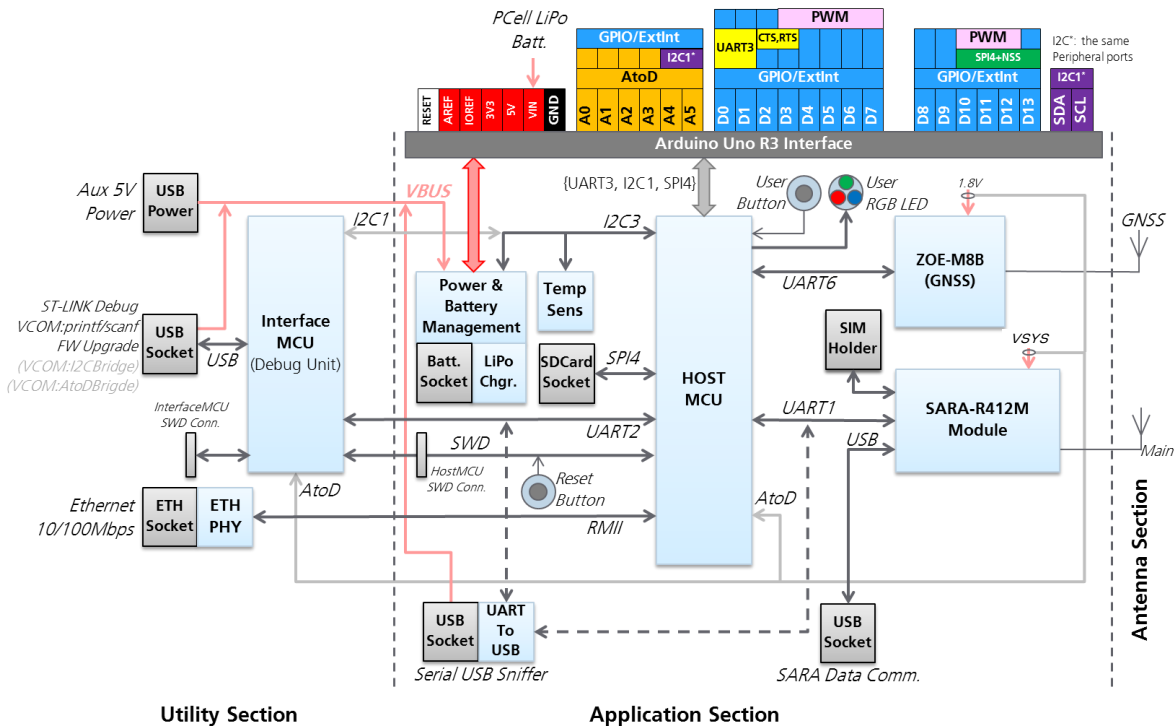 PCell LiPo
Batt.
GPIO/ExtInt
I2C1*
AtoD
PWM
UART3
CTS,RTS
GPIO/ExtInt
PWM
SPI4+NSS
GPIO/ExtInt
I2C*: the same
Peripheral ports
I2C1*
RESET
AREF
IOREF
3V3
5V
VIN
GND
A0
A1
A2
A3
A4
A5
D0
D1
D2
D3
D4
D5
D6
D7
D8
D9
D10
D11
D12
D13
SDA
SCL
Arduino Uno R3 Interface
Aux 5V
Power
USB
Power
VBUS
{UART3, I2C1, SPI4}
User
Button
User
RGB LED
1.8V
GNSS
I2C1
I2C3
ZOE-M8B
(GNSS)
UART6
Power &
Battery
Management
Temp
Sens
ST-LINK Debug
VCOM:printf/scanf
FW Upgrade
(VCOM:I2CBridge)
(VCOM:AtoDBrigde)
USB
Socket
USB
Interface
MCU
(Debug Unit)
Batt.
Socket
LiPo
Chgr.
SDCard
Socket
SPI4
HOST
MCU
SIM
Holder
VSYS
InterfaceMCU
SWD Conn.
UART2
UART1
SARA-R412M
Module
USB
Main
SWD
HostMCU
SWD Conn.
Reset
Button
AtoD
AtoD
Ethernet
10/100Mbps
ETH
Socket
ETH
PHY
RMII
Antenna Section
USB
Socket
UART
To
USB
Serial USB Sniffer
USB
Socket
SARA Data Comm.
Utility Section
Application Section